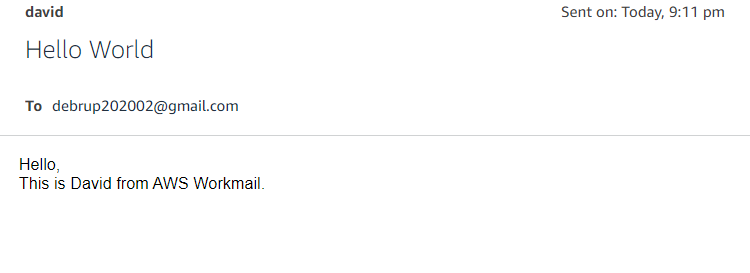 david Sent on: Today, 9:11 pm
Hello World
To debrup202002@gmail.com
Hello,
This is David from AWS Workmail.